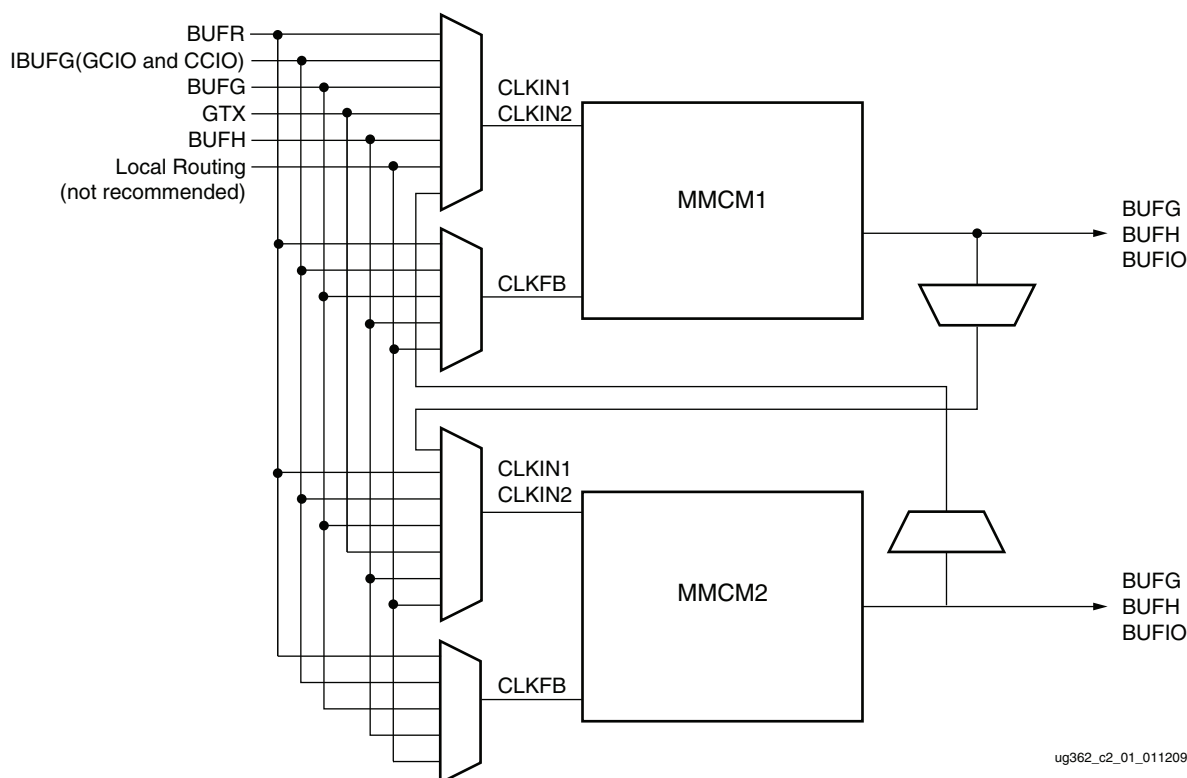 BUFR
IBUFG(GCIO and CCIO)
BUFG
GTX
BUFH
Local Routing
(not recommended)
CLKIN1
CLKIN2
MMCM1
BUFG
BUFH
BUFIO
CLKFB
CLKIN1
CLKIN2
MMCM2
BUFG
BUFH
BUFIO
CLKFB
ug362_c2_01_011209